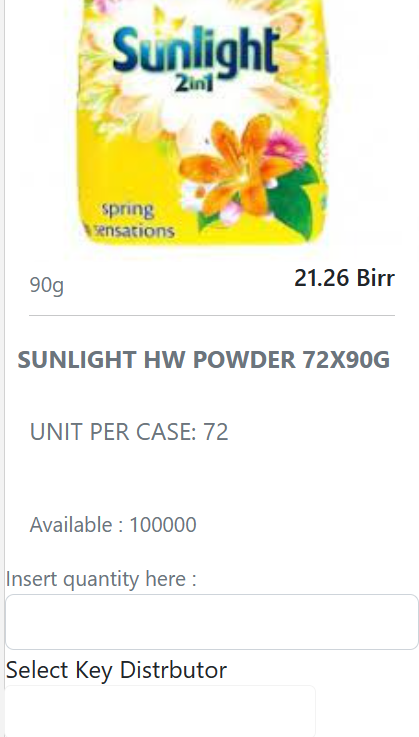 Sunlight
2in1
spring
sensations
90g
21.26 Birr
SUNLIGHT HW POWDER 72X90G
UNIT PER CASE: 72
Available : 100000
Insert quantity here :
Select Key Distrbutor